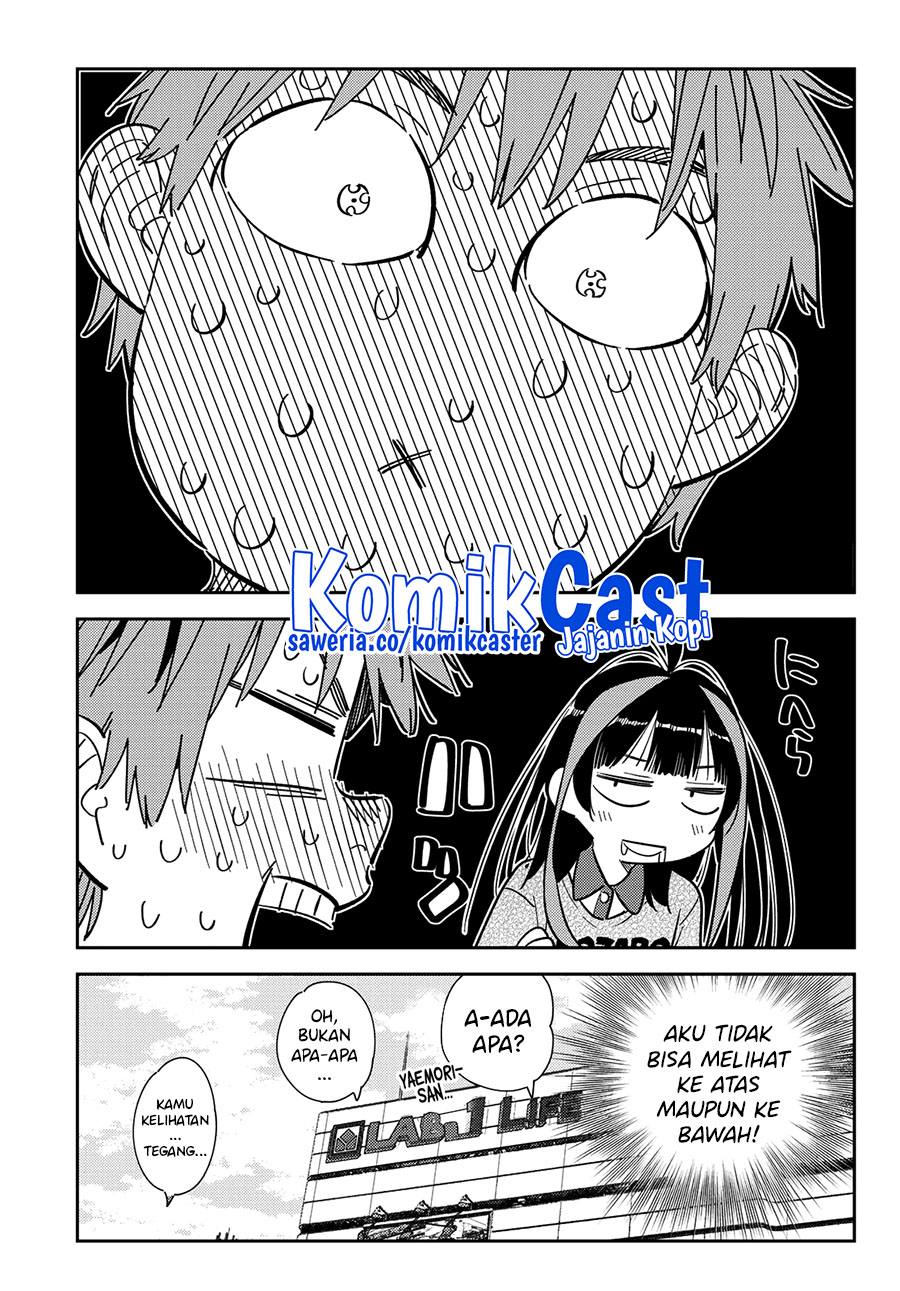 KomikCast
saweria.co/komikcaster
Jajanin Kopi
にへら
AKU TIDAK
BISA MELIHAT
KE ATAS
MAUPUN KE
BAWAH!
A-ADA
APA?
YAEMORI-
SAN...
OH,
BUKAN
APA-APA
...
KAMU
KELIHATAN
...
TEGANG...
LABJ LIFE